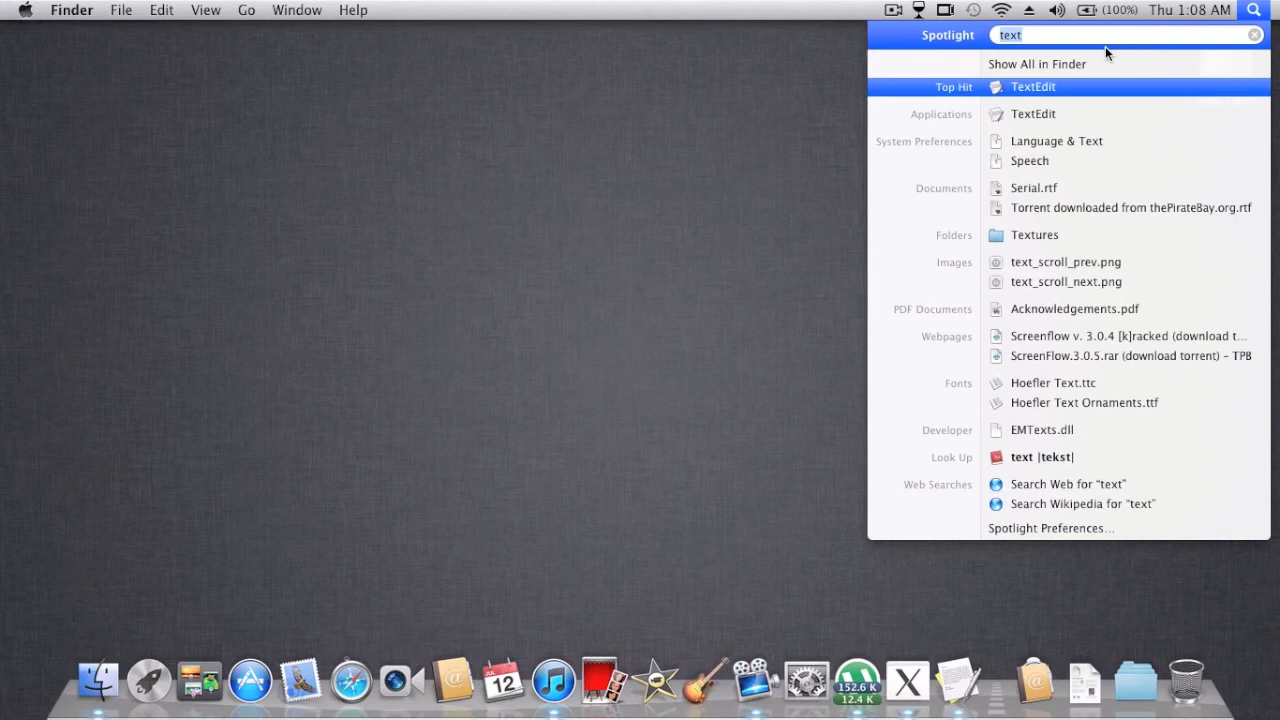 Finder File Edit View Go Window Help (100%) Thu 1:08 AM
Spotlight text
Show All in Finder
Top Hit TextEdit
Applications TextEdit
System Preferences Language & Text
Speech
Documents Serial.rtf
Torrent downloaded from thePirateBay.org.rtf
Folders Textures
Images text_scroll_prev.png
text_scroll_next.png
PDF Documents Acknowledgements.pdf
Webpages Screenflow v. 3.0.4 [k]racked (download t...
ScreenFlow.3.0.5.rar (download torrent) – TPB
Fonts Hoefler Text.ttc
Hoefler Text Ornaments.ttf
Developer EMTexts.dll
Look Up text |tekst|
Web Searches Search Web for “text”
Search Wikipedia for “text”
Spotlight Preferences...
12
152.6 K
12.4 K
X